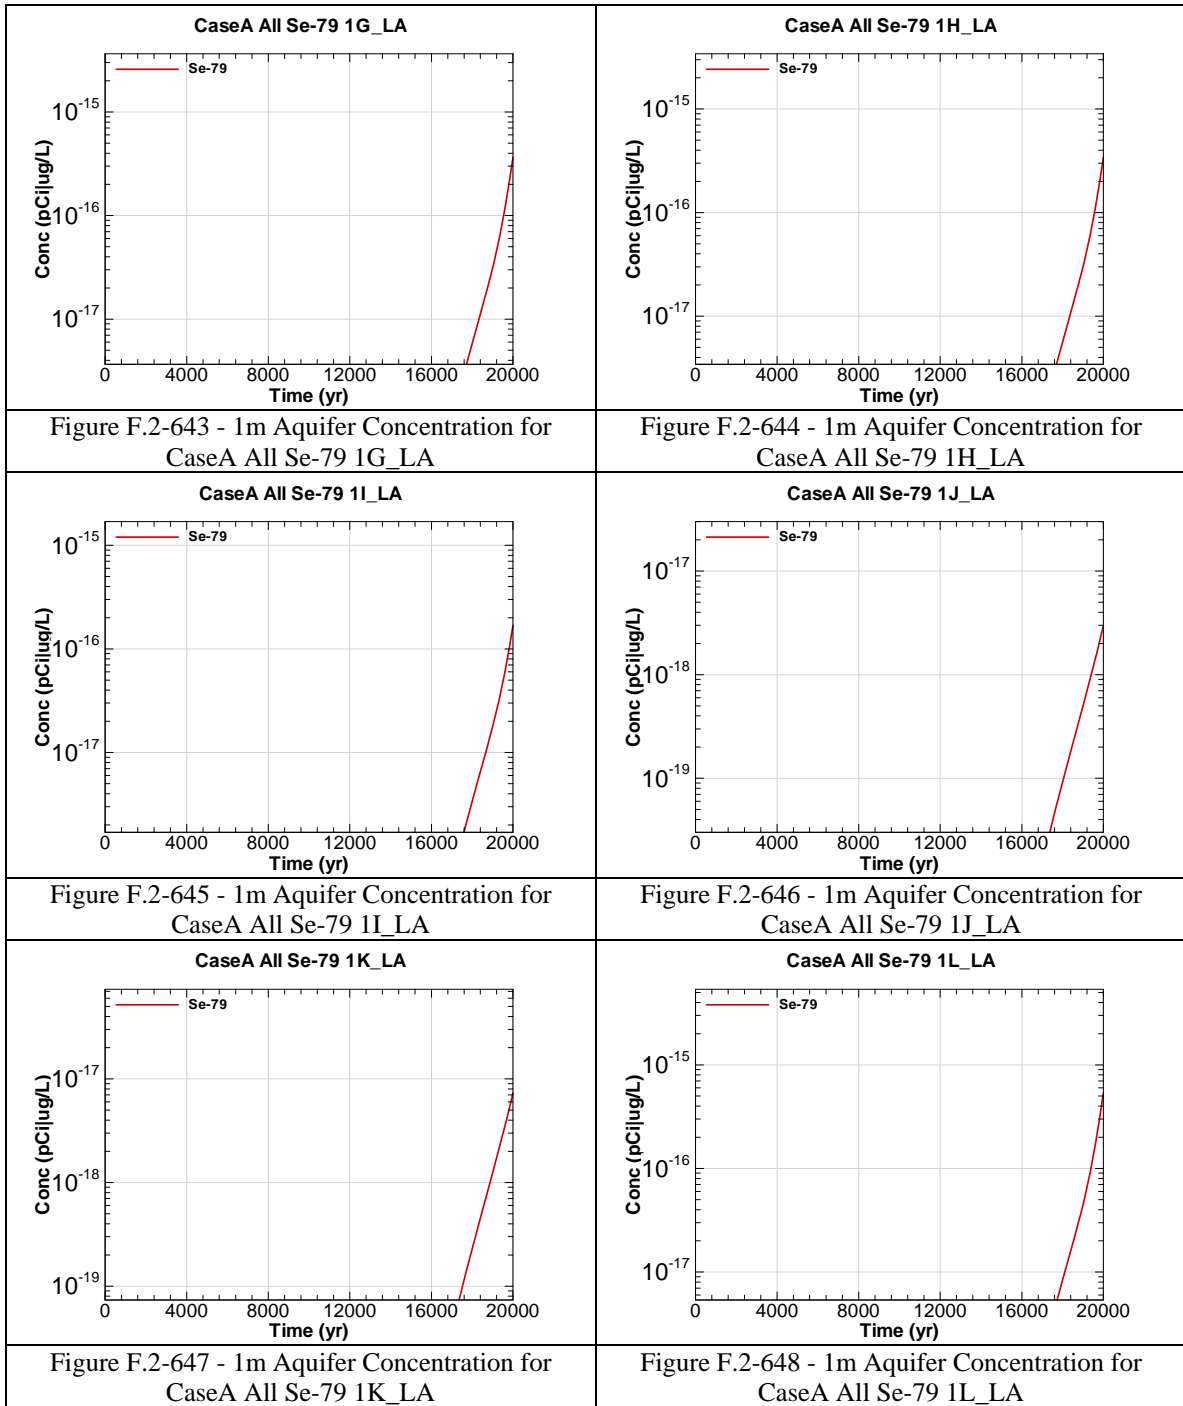 CaseA All Se-79 1G_LA
Se-79
10-15
10-16
10-17
Conc (pCi|ug/L)
0 4000 8000 12000 16000 20000
Time (yr)
Figure F.2-643 - 1m Aquifer Concentration for
CaseA All Se-79 1G_LA
CaseA All Se-79 1H_LA
Se-79
10-15
10-16
10-17
Conc (pCi|ug/L)
0 4000 8000 12000 16000 20000
Time (yr)
Figure F.2-644 - 1m Aquifer Concentration for
CaseA All Se-79 1H_LA
CaseA All Se-79 1I_LA
Se-79
10-15
10-16
10-17
Conc (pCi|ug/L)
0 4000 8000 12000 16000 20000
Time (yr)
Figure F.2-645 - 1m Aquifer Concentration for
CaseA All Se-79 1I_LA
CaseA All Se-79 1J_LA
Se-79
10-17
10-18
10-19
Conc (pCi|ug/L)
0 4000 8000 12000 16000 20000
Time (yr)
Figure F.2-646 - 1m Aquifer Concentration for
CaseA All Se-79 1J_LA
CaseA All Se-79 1K_LA
Se-79
10-17
10-18
10-19
Conc (pCi|ug/L)
0 4000 8000 12000 16000 20000
Time (yr)
Figure F.2-647 - 1m Aquifer Concentration for
CaseA All Se-79 1K_LA
CaseA All Se-79 1L_LA
Se-79
10-15
10-16
10-17
Conc (pCi|ug/L)
0 4000 8000 12000 16000 20000
Time (yr)
Figure F.2-648 - 1m Aquifer Concentration for
CaseA All Se-79 1L_LA